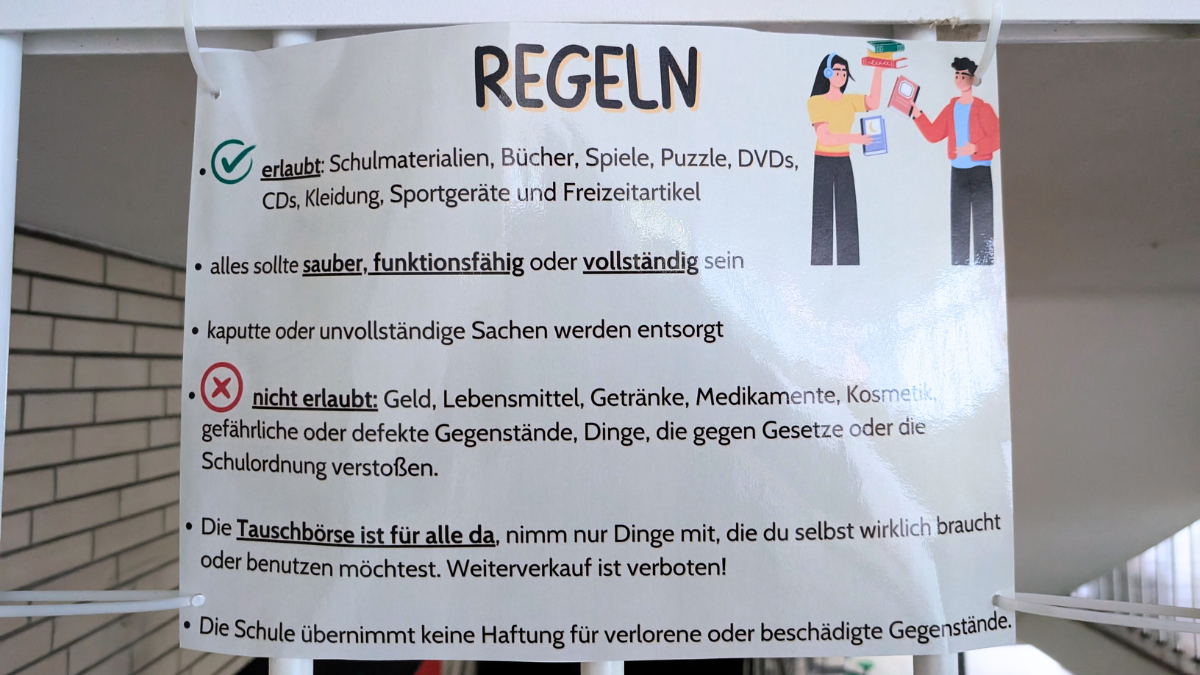 REGELN
• erlaubt: Schulmaterialien, Bücher, Spiele, Puzzle, DVDs,
CDs, Kleidung, Sportgeräte und Freizeitartikel
• alles sollte sauber, funktionsfähig oder vollständig sein
• kaputte oder unvollständige Sachen werden entsorgt
• nicht erlaubt: Geld, Lebensmittel, Getränke, Medikamente, Kosmetik,
gefährliche oder defekte Gegenstände, Dinge, die gegen Gesetze oder die
Schulordnung verstoßen.
• Die Tauschbörse ist für alle da, nimm nur Dinge mit, die du selbst wirklich braucht
oder benutzen möchtest. Weiterverkauf ist verboten!
• Die Schule übernimmt keine Haftung für verlorene oder beschädigte Gegenstände.